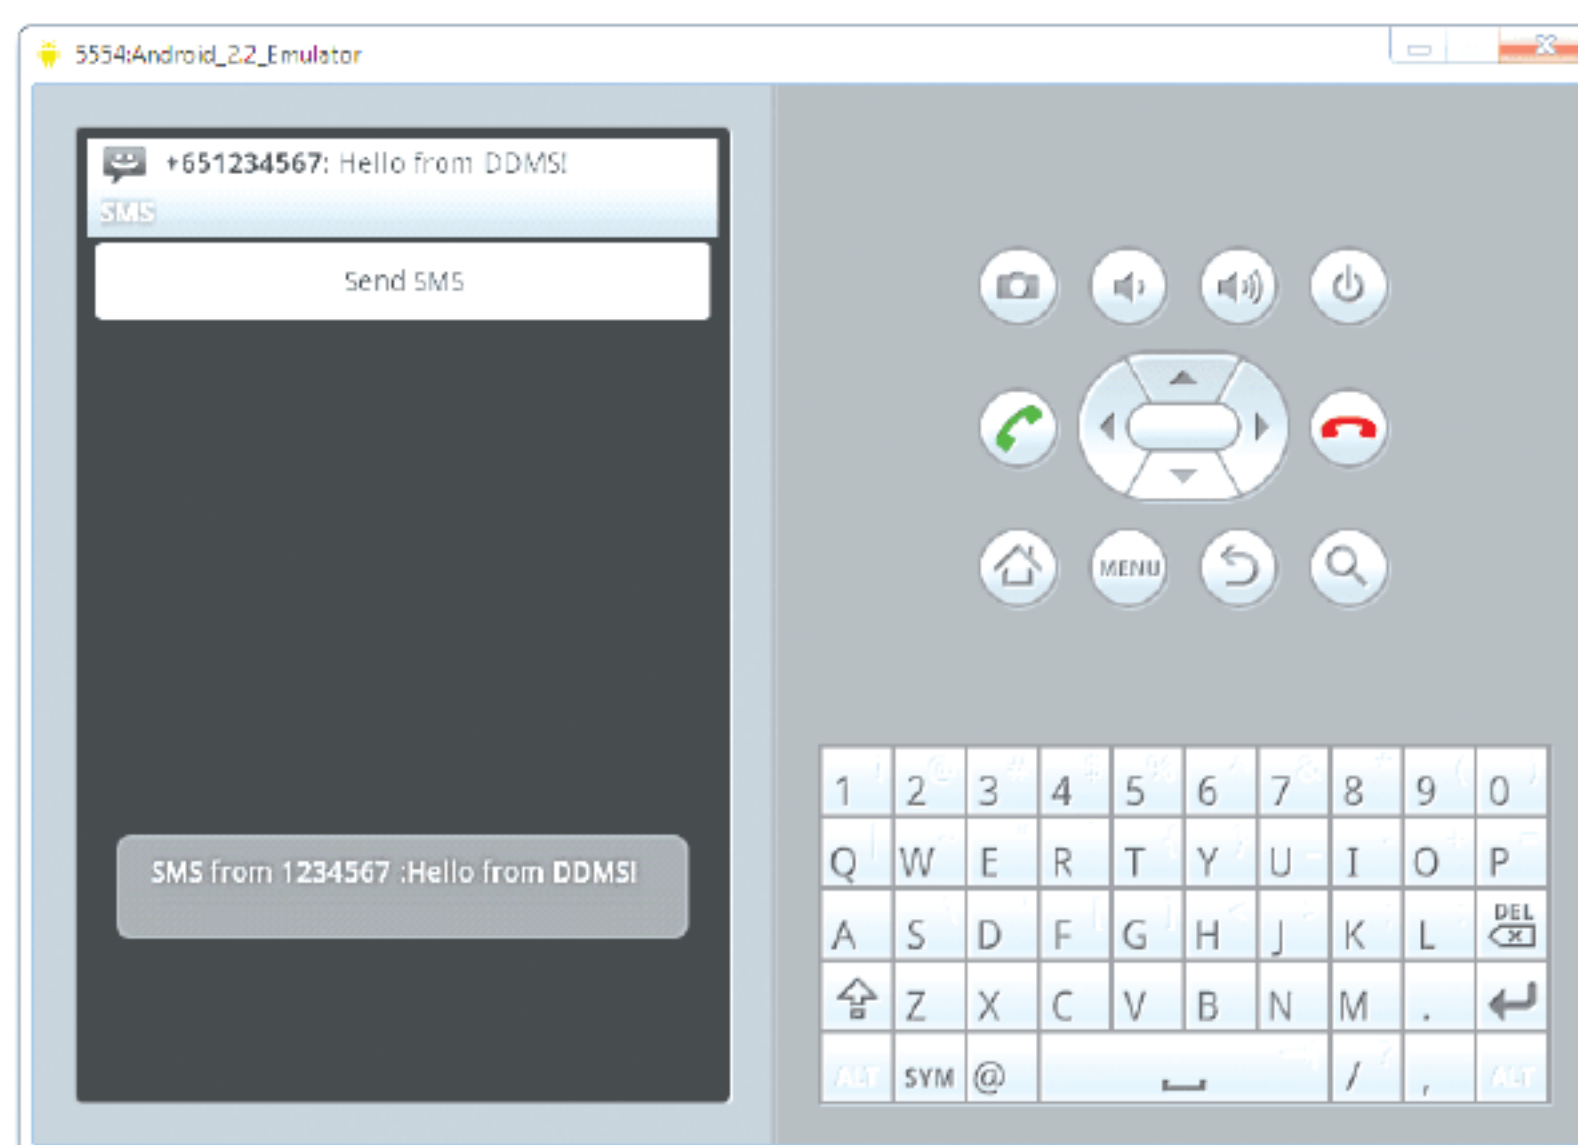 5554:Android_2.2_Emulator
+651234567: Hello from DDMS!
SMS
Send SMS
SMS from 1234567 :Hello from DDMS!
MENU
1 2 @ 3 # 4 $ 5 % 6 ^ 7 & 8 * 9 ( 0 )
Q W E R T Y U I O P
A S D F G H J K L DEL
Z X C V B N M .
ALT SYM @ / , ALT